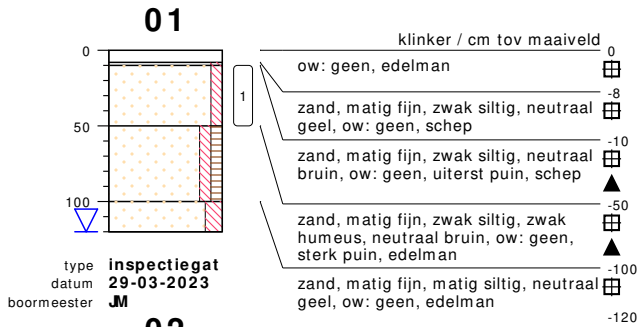 01
klinker / cm tov maaiveld
0
0
ow: geen, edelman
-8
zand, matig fijn, zwak siltig, neutraal
geel, ow: geen, schep
1
-10
50
zand, matig fijn, zwak siltig, neutraal
bruin, ow: geen, uiterst puin, schep
-50
100
zand, matig fijn, zwak siltig, zwak
humeus, neutraal bruin, ow: geen,
sterk puin, edelman
-100
zand, matig fijn, matig siltig, neutraal
geel, ow: geen, edelman
-120
type inspectiegat
datum 29-03-2023
boormeester JM
02